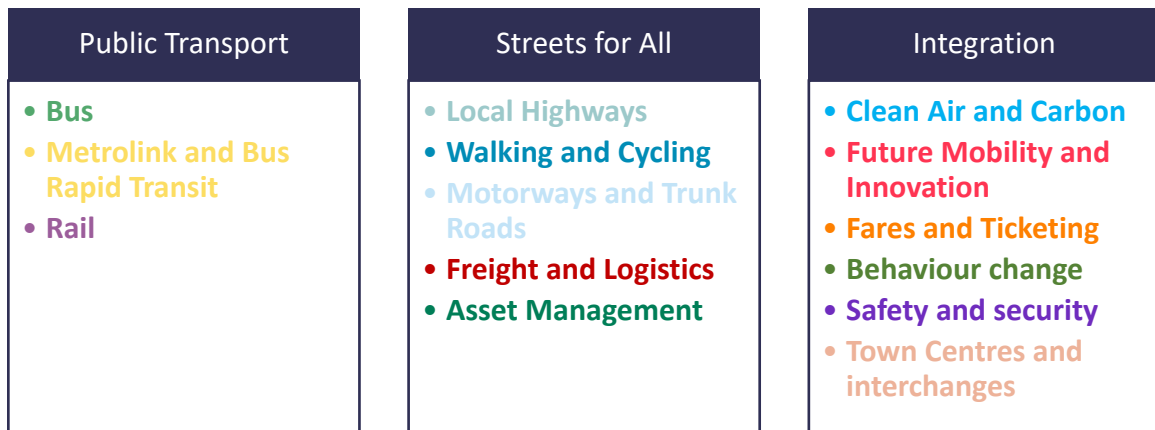 Public Transport
• Bus
• Metrolink and Bus
Rapid Transit
• Rail
Streets for All
• Local Highways
• Walking and Cycling
• Motorways and Trunk
Roads
• Freight and Logistics
• Asset Management
Integration
• Clean Air and Carbon
• Future Mobility and
Innovation
• Fares and Ticketing
• Behaviour change
• Safety and security
• Town Centres and
interchanges